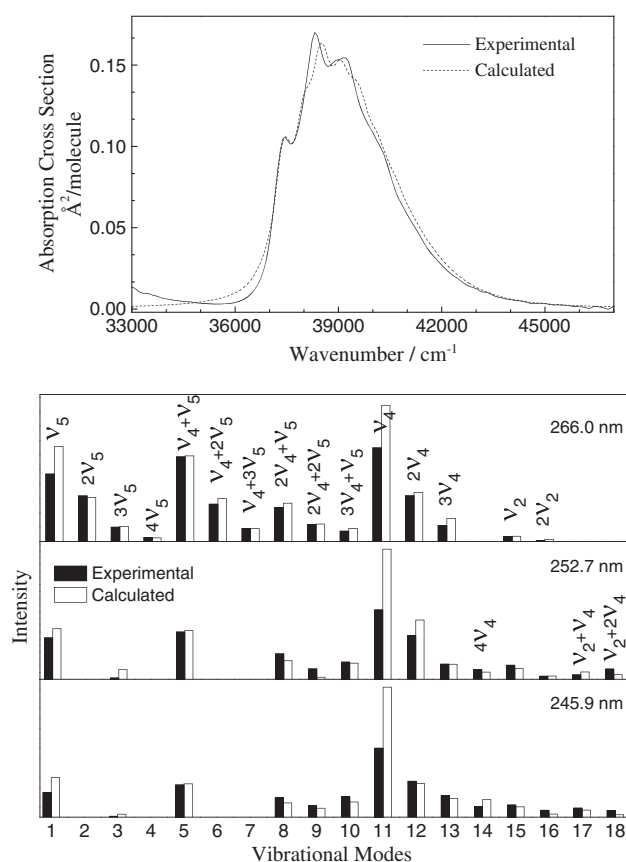 Experimental
Calculated
Absorption Cross Section
Å²/molecule
0.15
0.10
0.05
0.00
33000 36000 39000 42000 45000
Wavenumber / cm⁻¹
266.0 nm
ν₅
2ν₅
3ν₅
4ν₅
ν₄+ν₅
ν₄+2ν₅
ν₄+3ν₅
2ν₄+ν₅
2ν₄+2ν₅
3ν₄+ν₅
ν₄
2ν₄
3ν₄
ν₂
2ν₂
252.7 nm
Experimental
Calculated
4ν₄
ν₂+ν₄
ν₂+2ν₄
Intensity
245.9 nm
1 2 3 4 5 6 7 8 9 10 11 12 13 14 15 16 17 18
Vibrational Modes